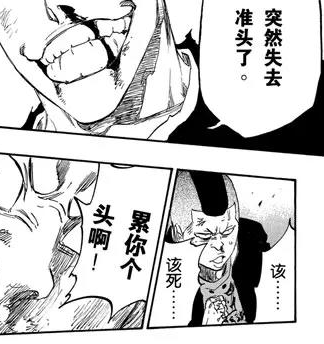 突然失去
准头了。
该……
该死……
累你个
头啊！